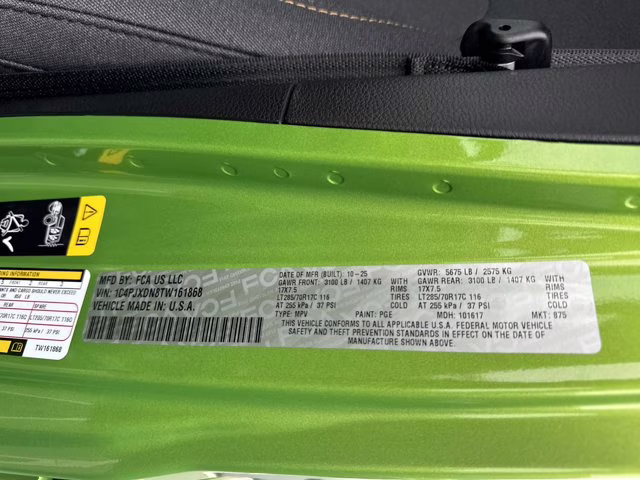 MFD BY: FCA US LLC
VIN: 1C4PJXDN8TW161868
VEHICLE MADE IN: U.S.A.
DATE OF MFR (BUILT): 10-25
GVWR: 5675 LB / 2575 KG
GAWR FRONT: 3100 LB / 1407 KG
GAWR REAR: 3100 LB / 1407 KG
17X7.5 RIMS
17X7.5 RIMS
LT285/70R17C 116 TIRES
LT285/70R17C 116 TIRES
AT 255 kPa / 37 PSI COLD
AT 255 kPa / 37 PSI COLD
TYPE: MPV PAINT: PGE MDH: 101617 MKT: 875
THIS VEHICLE CONFORMS TO ALL APPLICABLE U.S.A. FEDERAL MOTOR VEHICLE
SAFETY AND THEFT PREVENTION STANDARDS IN EFFECT ON THE DATE OF
MANUFACTURE SHOWN ABOVE.
SPARE
TW161868